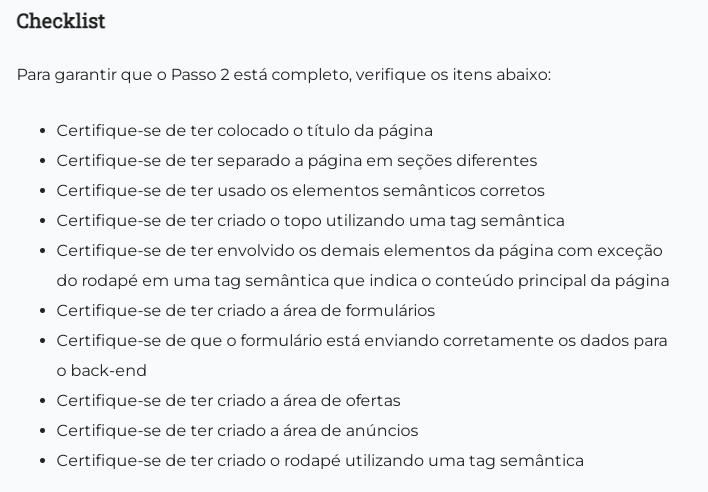 Checklist
Para garantir que o Passo 2 está completo, verifique os itens abaixo:
• Certifique-se de ter colocado o título da página
• Certifique-se de ter separado a página em seções diferentes
• Certifique-se de ter usado os elementos semânticos corretos
• Certifique-se de ter criado o topo utilizando uma tag semântica
• Certifique-se de ter envolvido os demais elementos da página com exceção
do rodapé em uma tag semântica que indica o conteúdo principal da página
• Certifique-se de ter criado a área de formulários
• Certifique-se de que o formulário está enviando corretamente os dados para
o back-end
• Certifique-se de ter criado a área de ofertas
• Certifique-se de ter criado a área de anúncios
• Certifique-se de ter criado o rodapé utilizando uma tag semântica